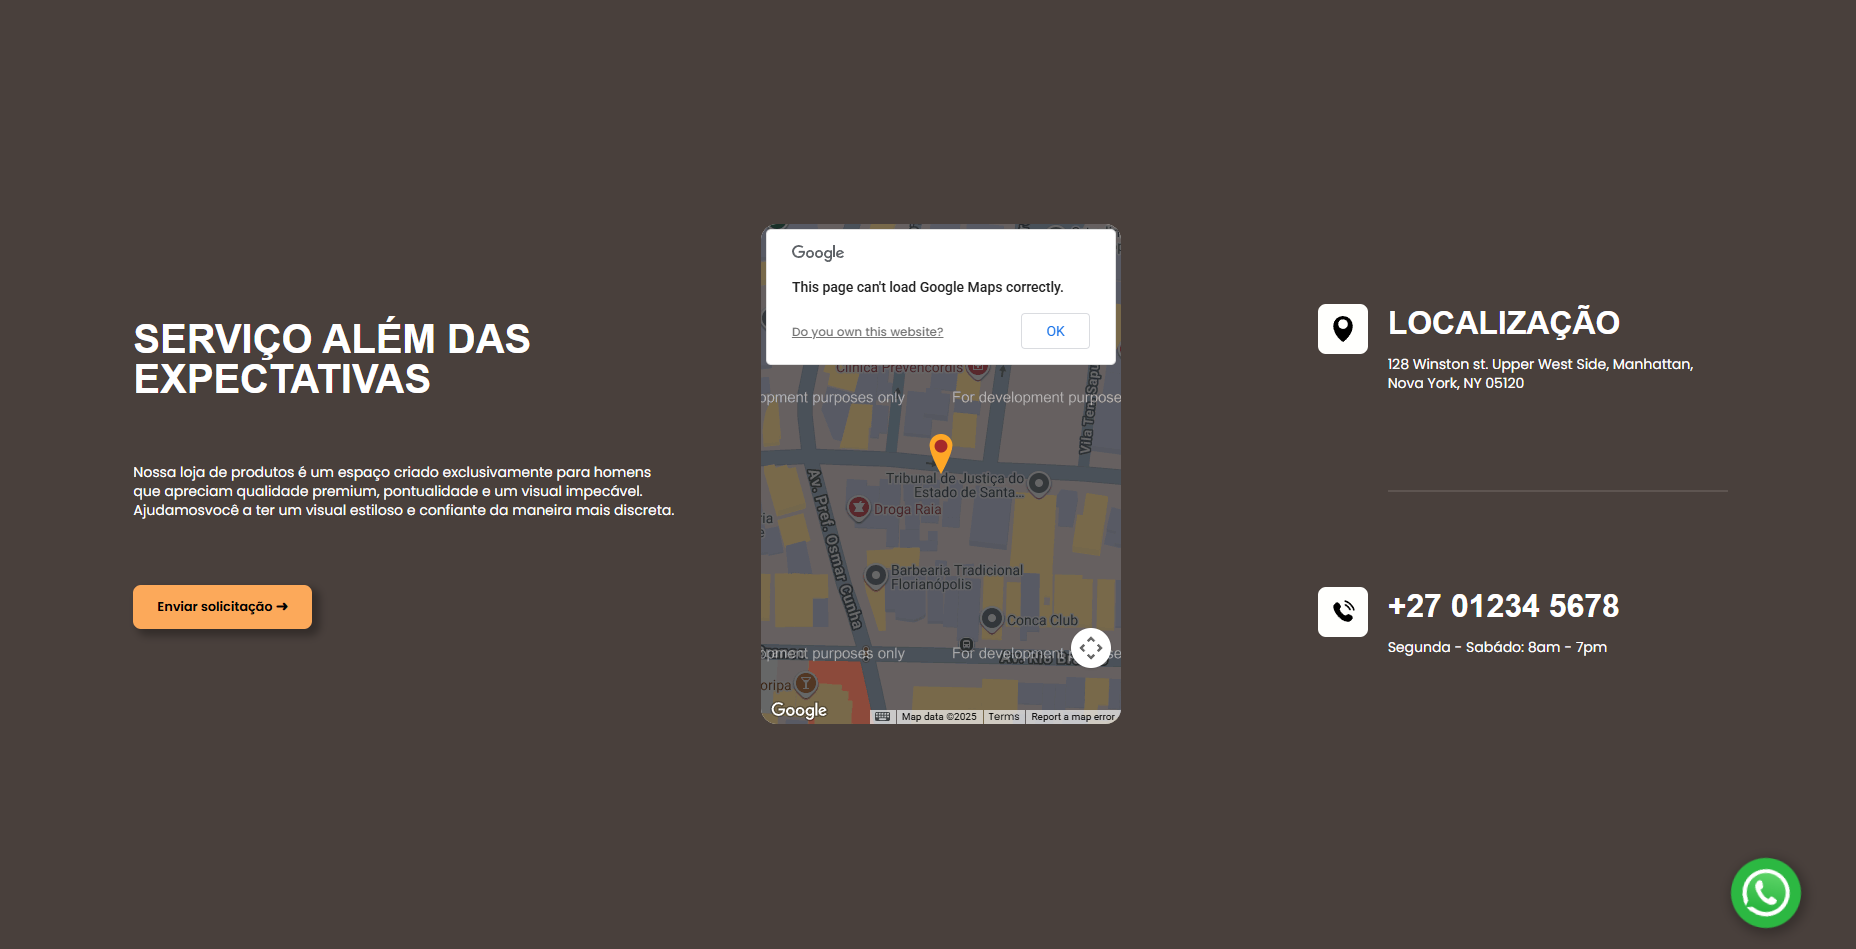 SERVIÇO ALÉM DAS
EXPECTATIVAS
Nossa loja de produtos é um espaço criado exclusivamente para homens
que apreciam qualidade premium, pontualidade e um visual impecável.
Ajudamosvocê a ter um visual estiloso e confiante da maneira mais discreta.
Enviar solicitação ➜
Google
This page can't load Google Maps correctly.
Do you own this website?
OK
Clínica Prevencordis
opment purposes only
For development purpose
Tribunal de Justiça do
Estado de Santa...
Droga Raia
Av. Pref. Osmar Cunha
Barbearia Tradicional
Florianópolis
Conca Club
opment purposes only
For development
oripa
Google
Map data ©2025
Terms
Report a map error
LOCALIZAÇÃO
128 Winston st. Upper West Side, Manhattan,
Nova York, NY 05120
+27 01234 5678
Segunda - Sabádo: 8am - 7pm